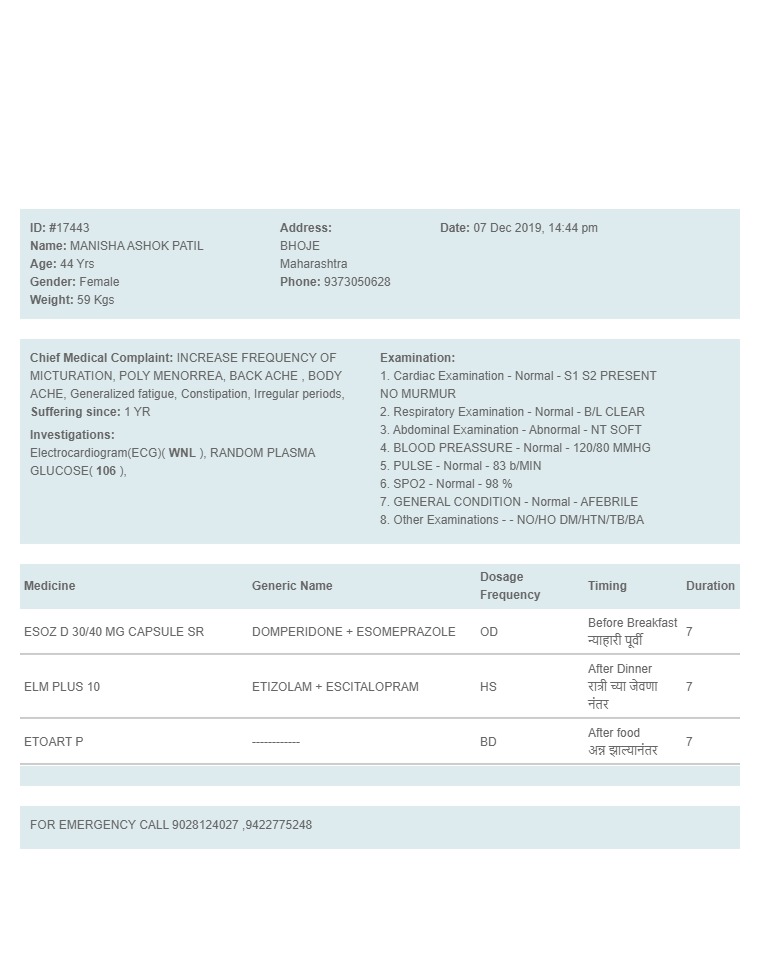 ID: #17443
Name: MANISHA ASHOK PATIL
Age: 44 Yrs
Gender: Female
Weight: 59 Kgs
Address:
BHOJE
Maharashtra
Phone: 9373050628
Date: 07 Dec 2019, 14:44 pm
Chief Medical Complaint: INCREASE FREQUENCY OF
MICTURATION, POLY MENORREA, BACK ACHE , BODY
ACHE, Generalized fatigue, Constipation, Irregular periods,
Suffering since: 1 YR
Investigations:
Electrocardiogram(ECG)( WNL ), RANDOM PLASMA
GLUCOSE( 106 ),
Examination:
1. Cardiac Examination - Normal - S1 S2 PRESENT
NO MURMUR
2. Respiratory Examination - Normal - B/L CLEAR
3. Abdominal Examination - Abnormal - NT SOFT
4. BLOOD PREASSURE - Normal - 120/80 MMHG
5. PULSE - Normal - 83 b/MIN
6. SPO2 - Normal - 98 %
7. GENERAL CONDITION - Normal - AFEBRILE
8. Other Examinations - - NO/HO DM/HTN/TB/BA
Medicine Generic Name Dosage Frequency Timing Duration
ESOZ D 30/40 MG CAPSULE SR DOMPERIDONE + ESOMEPRAZOLE OD Before Breakfast 7
न्याहारी पूर्वी
ELM PLUS 10 ETIZOLAM + ESCITALOPRAM HS After Dinner 7
रात्री च्या जेवणा
नंतर
ETOART P ------------ BD After food 7
अन्न झाल्यानंतर
FOR EMERGENCY CALL 9028124027 ,9422775248